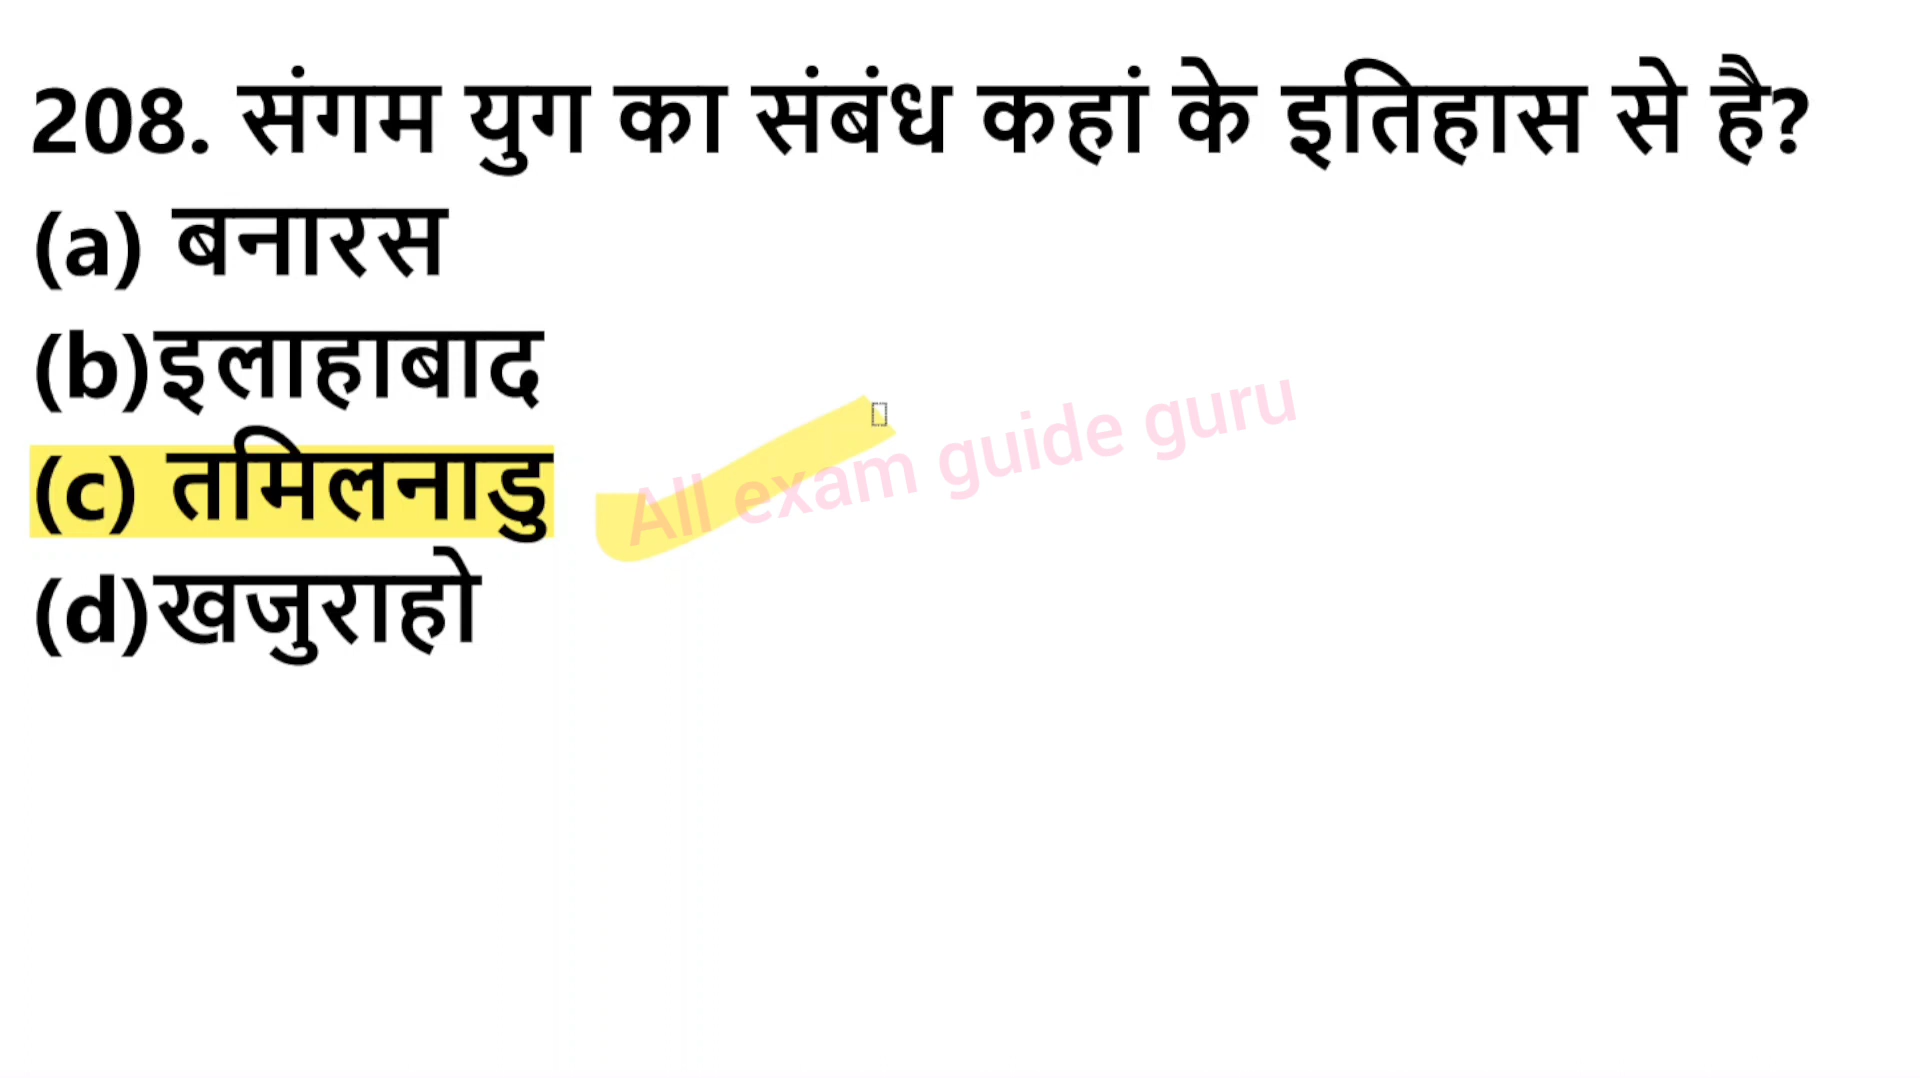 208. संगम युग का संबंध कहां के इतिहास से है?
(a) बनारस
(b)इलाहाबाद
(c) तमिलनाडु
All exam guide guru
(d)खजुराहो